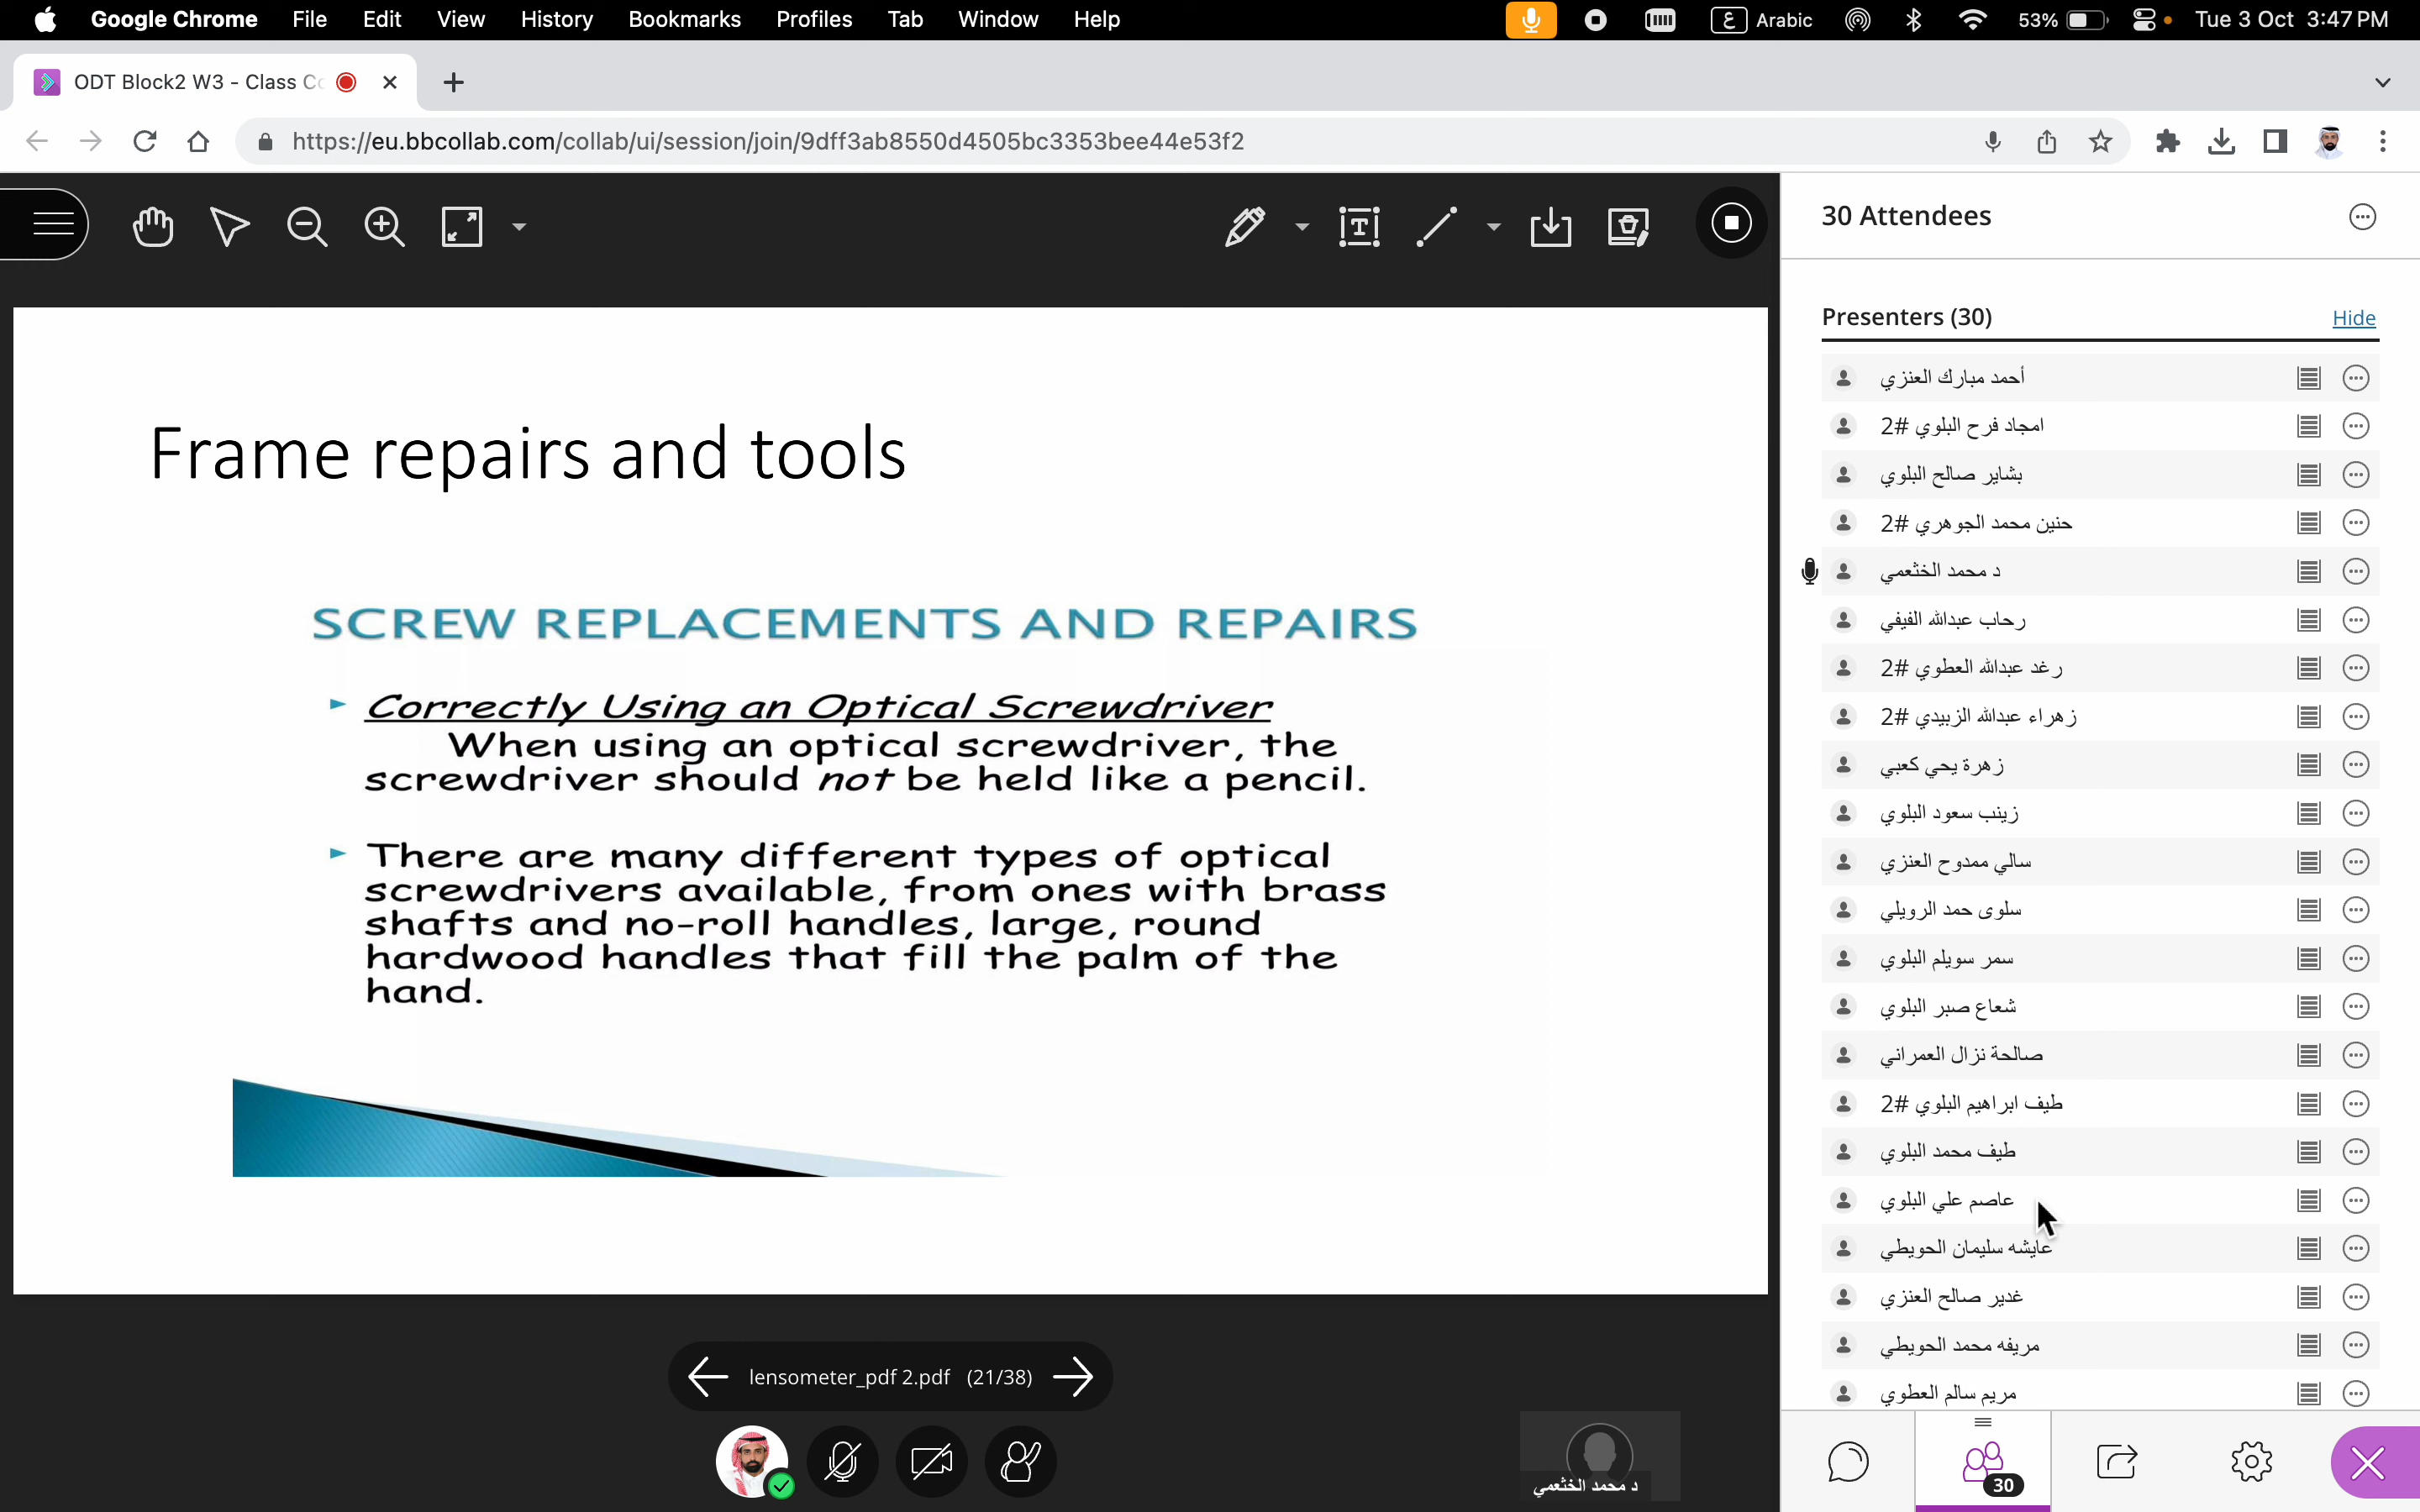 Google Chrome File Edit View History Bookmarks Profiles Tab Window Help ع Arabic 53% Tue 3 Oct 3:47 PM
ODT Block2 W3 - Class
https://eu.bbcollab.com/collab/ui/session/join/9dff3ab8550d4505bc3353bee44e53f2
Frame repairs and tools
SCREW REPLACEMENTS AND REPAIRS
Correctly Using an Optical Screwdriver
When using an optical screwdriver, the
screwdriver should not be held like a pencil.
There are many different types of optical
screwdrivers available, from ones with brass
shafts and no-roll handles, large, round
hardwood handles that fill the palm of the
hand.
lensometer_pdf 2.pdf (21/38)
د محمد الخثعمي
30 Attendees
Presenters (30) Hide
أحمد مبارك العنزي
امجاد فرح البلوي #2
بشاير صالح البلوي
حنين محمد الجوهري #2
د محمد الخثعمي
رحاب عبدالله الفيفي
رغد عبدالله العطوي #2
زهراء عبدالله الزبيدي #2
زهرة يحي كعبي
زينب سعود البلوي
سالي ممدوح العنزي
سلوى حمد الرويلي
سمر سويلم البلوي
شعاع صبر البلوي
صالحة نزال العمراني
طيف ابراهيم البلوي #2
طيف محمد البلوي
عاصم علي البلوي
عايشه سليمان الحويطي
غدير صالح العنزي
مريفه محمد الحويطي
مريم سالم العطوي
30